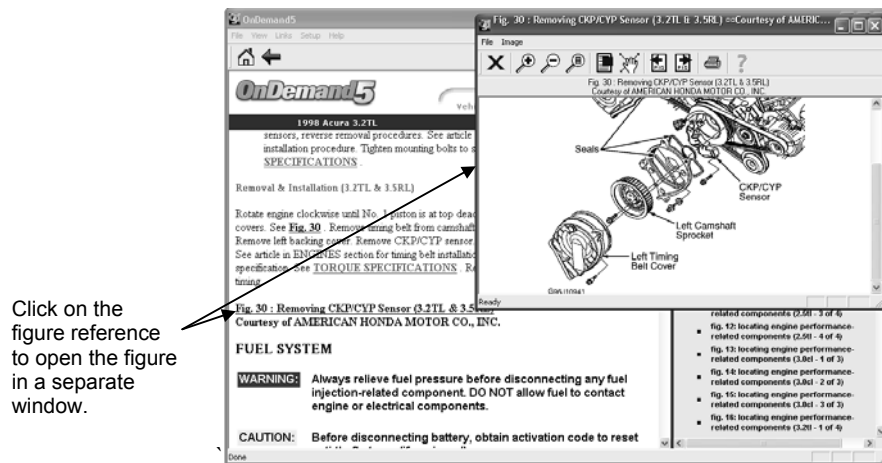 OnDemand5
File View Links Setup Help
OnDemand5
Vehi
1998 Acura 3.2TL
sensors, reverse removal procedures. See article
installation procedure. Tighten mounting bolts to s
SPECIFICATIONS .
Removal & Installation (3.2TL & 3.5RL)
Rotate engine clockwise until No. 1 piston is at top dead
covers. See Fig. 30 . Remove timing belt from camshaft
Remove left backing cover. Remove CKP/CYP sensor.
See article in ENGINES section for timing belt installatio
specification. See TORQUE SPECIFICATIONS . Re
timing.
Fig. 30 : Removing CKP/CYP Sensor (3.2TL & 3.5RL)
Courtesy of AMERICAN HONDA MOTOR CO., INC.
FUEL SYSTEM
WARNING: Always relieve fuel pressure before disconnecting any fuel
injection-related component. DO NOT allow fuel to contact
engine or electrical components.
CAUTION: Before disconnecting battery, obtain activation code to reset
Done
Fig. 30 : Removing CKP/CYP Sensor (3.2TL & 3.5RL) ==Courtesy of AMERIC...
File Image
Fig. 30 : Removing CKP/CYP Sensor (3.2TL & 3.5RL)
Courtesy of AMERICAN HONDA MOTOR CO., INC.
Seals
CKP/CYP
Sensor
Left Camshaft
Sprocket
Left Timing
Belt Cover
G95J10941
Ready
related components (2.5tl - 3 of 4)
fig. 12: locating engine performance-
related components (2.5tl - 4 of 4)
fig. 13: locating engine performance-
related components (3.0cl - 1 of 3)
fig. 14: locating engine performance-
related components (3.0cl - 2 of 3)
fig. 15: locating engine performance-
related components (3.0cl - 3 of 3)
fig. 16: locating engine performance-
related components (3.2tl - 1 of 4)
Click on the
figure reference
to open the figure
in a separate
window.